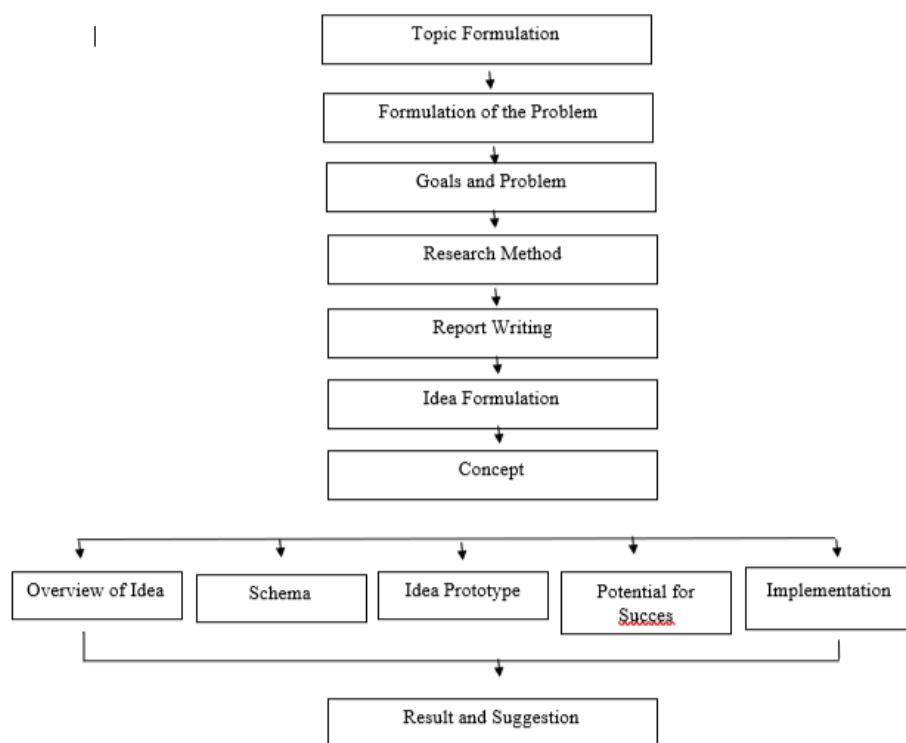 Topic Formulation
Formulation of the Problem
Goals and Problem
Research Method
Report Writing
Idea Formulation
Concept
Overview of Idea
Schema
Idea Prototype
Potential for
Succes
Implementation
Result and Suggestion